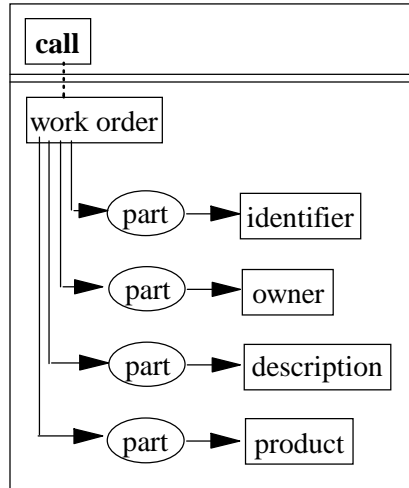 call
work order
part identifier
part owner
part description
part product